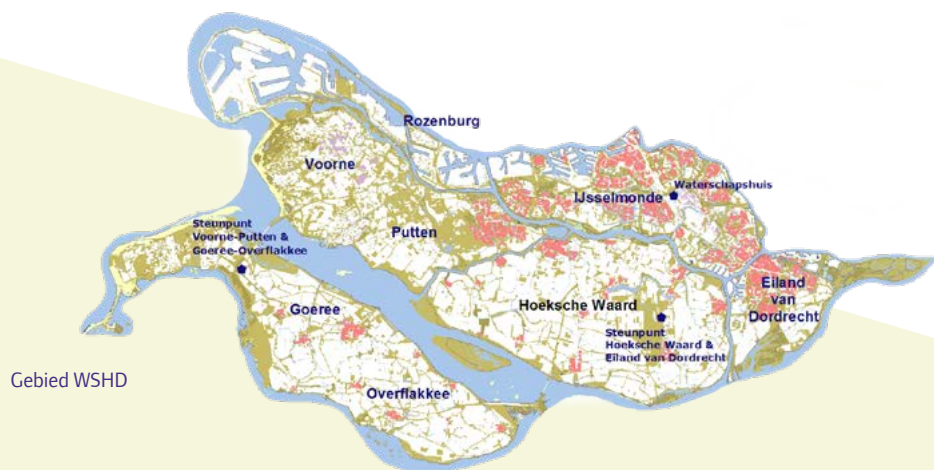 Rozenburg
Voorne
Waterschapshuis
IJsselmonde
Steunpunt
Voorne-Putten &
Goeree-Overflakkee
Putten
Eiland
van
Dordrecht
Goeree
Hoeksche Waard
Steunpunt
Hoeksche Waard &
Eiland van Dordrecht
Gebied WSHD
Overflakkee